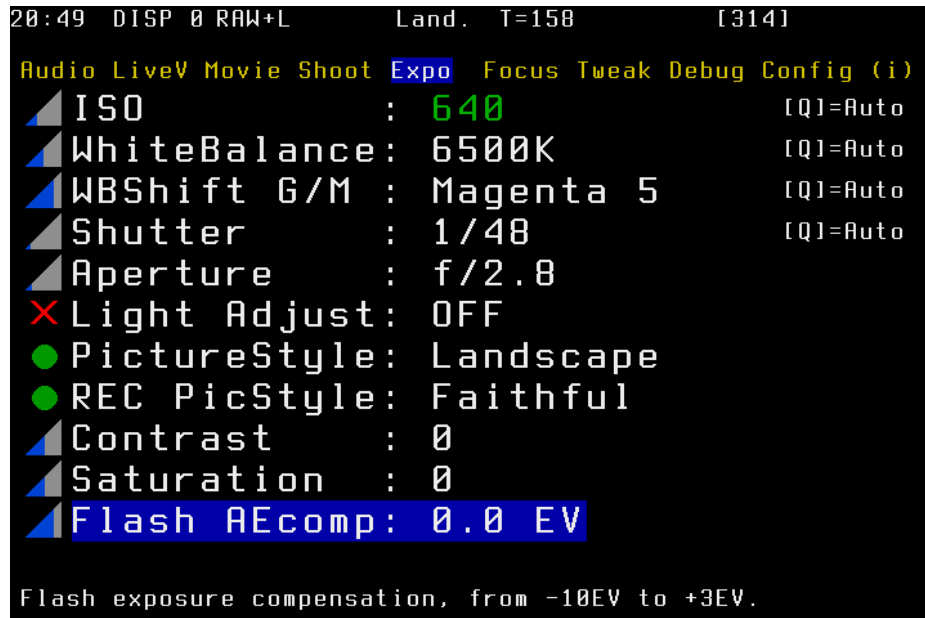 20:49 DISP 0 RAW+L Land. T=158 [314]
Audio LiveV Movie Shoot Expo Focus Tweak Debug Config (i)
ISO : 640 [Q]=Auto
WhiteBalance: 6500K [Q]=Auto
WBShift G/M : Magenta 5 [Q]=Auto
Shutter : 1/48 [Q]=Auto
Aperture : f/2.8
Light Adjust: OFF
PictureStyle: Landscape
REC PicStyle: Faithful
Contrast : 0
Saturation : 0
Flash AEcomp: 0.0 EV
Flash exposure compensation, from -10EV to +3EV.